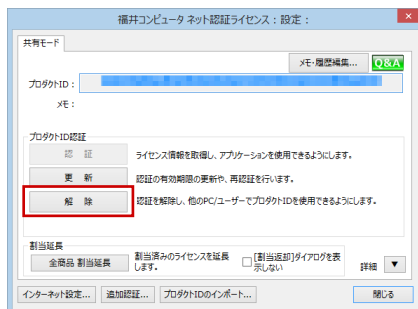 福井コンピュータ ネット認証ライセンス：設定：
共有モード
メモ・履歴編集... Q&A
プロダクトID：
メモ：
プロダクトID認証
認 証 ライセンス情報を取得し、アプリケーションを使用できるようにします。
更 新 認証の有効期限の更新や、再認証を行います。
解 除 認証を解除し、他のPC/ユーザーでプロダクトIDを使用できるようにします。
割当延長
全商品 割当延長 割当済みのライセンスを延長します。 [割当返却]ダイアログを表示しない 詳細 ▼
インターネット設定... 追加認証... プロダクトIDのインポート... 閉じる